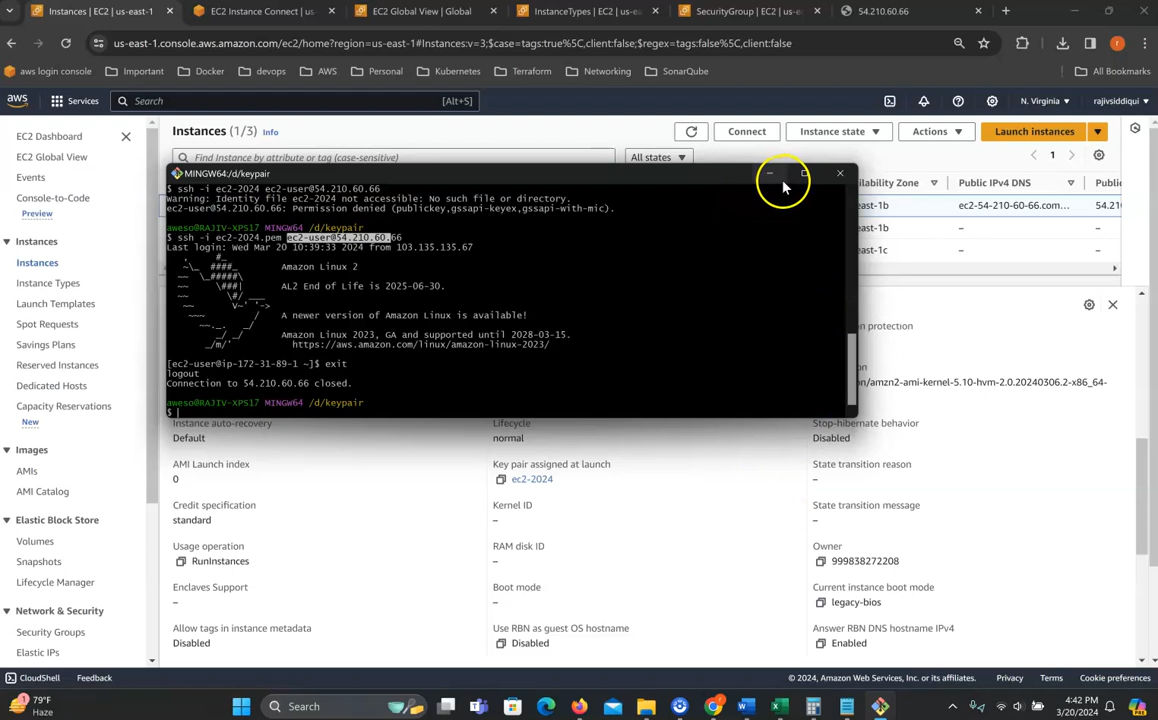 Instances | EC2 | us-east-1
EC2 Instance Connect | us-e
EC2 Global View | Global
InstanceTypes | EC2 | us-ea
SecurityGroup | EC2 | us-ea
54.210.60.66
us-east-1.console.aws.amazon.com/ec2/home?region=us-east-1#Instances:v=3;$case=tags:true%5C,client:false;$regex=tags:false%5C,client:false
aws login console
Important
Docker
devops
AWS
Personal
Kubernetes
Terraform
Networking
SonarQube
All Bookmarks
aws
Services
Search
[Alt+S]
N. Virginia
rajivsiddiqui
EC2 Dashboard
EC2 Global View
Events
Console-to-Code
Preview
Instances
Instances
Instance Types
Launch Templates
Spot Requests
Savings Plans
Reserved Instances
Dedicated Hosts
Capacity Reservations
New
Images
AMIs
AMI Catalog
Elastic Block Store
Volumes
Snapshots
Lifecycle Manager
Network & Security
Security Groups
Elastic IPs
Instances (1/3) Info
Connect
Instance state
Actions
Launch instances
Find Instance by attribute or tag (case-sensitive)
All states
1
ilability Zone
Public IPv4 DNS
Public
east-1b
ec2-54-210-60-66.com...
54.21
east-1b
east-1c
MINGW64:/d/keypair
$ ssh -i ec2-2024 ec2-user@54.210.60.66
Warning: Identity file ec2-2024 not accessible: No such file or directory.
ec2-user@54.210.60.66: Permission denied (publickey,gssapi-keyex,gssapi-with-mic).
aweso@RAJIV-XPS17 MINGW64 /d/keypair
$ ssh -i ec2-2024.pem ec2-user@54.210.60.66
Last login: Wed Mar 20 10:39:33 2024 from 103.135.135.67
, #_
~\_ ####_ Amazon Linux 2
~~ \_#####\
~~ \###| AL2 End of Life is 2025-06-30.
~~ \#/ ___
~~ V~' '->
~~~ / A newer version of Amazon Linux is available!
~~._. _/
_/ _/ Amazon Linux 2023, GA and supported until 2028-03-15.
_/m/' https://aws.amazon.com/linux/amazon-linux-2023/
[ec2-user@ip-172-31-89-1 ~]$ exit
logout
Connection to 54.210.60.66 closed.
aweso@RAJIV-XPS17 MINGW64 /d/keypair
$
n protection
ion
on/amzn2-ami-kernel-5.10-hvm-2.0.20240306.2-x86_64-
Instance auto-recovery
Default
Lifecycle
normal
Stop-hibernate behavior
Disabled
AMI Launch index
0
Key pair assigned at launch
ec2-2024
State transition reason
–
Credit specification
standard
Kernel ID
–
State transition message
–
Usage operation
RunInstances
RAM disk ID
–
Owner
999838272208
Enclaves Support
–
Boot mode
–
Current instance boot mode
legacy-bios
Allow tags in instance metadata
Disabled
Use RBN as guest OS hostname
Disabled
Answer RBN DNS hostname IPv4
Enabled
CloudShell
Feedback
© 2024, Amazon Web Services, Inc. or its affiliates.
Privacy
Terms
Cookie preferences
79°F
Haze
Search
4:42 PM
3/20/2024